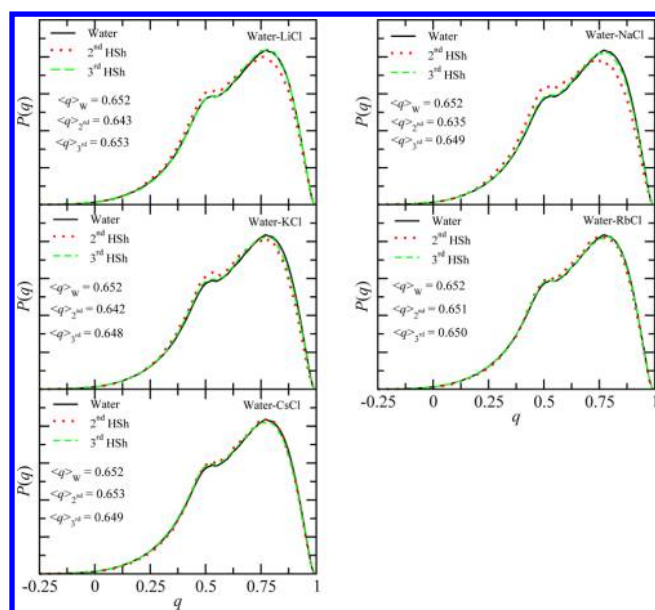 Water-LiCl
Water
2nd HSh
3rd HSh
<q>W = 0.652
<q>2nd = 0.643
<q>3rd = 0.653
P(q)
Water-NaCl
Water
2nd HSh
3rd HSh
<q>W = 0.652
<q>2nd = 0.635
<q>3rd = 0.649
Water-KCl
Water
2nd HSh
3rd HSh
<q>W = 0.652
<q>2nd = 0.642
<q>3rd = 0.648
P(q)
Water-RbCl
Water
2nd HSh
3rd HSh
<q>W = 0.652
<q>2nd = 0.651
<q>3rd = 0.650
-0.25 0 0.25 0.5 0.75 1
q
Water-CsCl
Water
2nd HSh
3rd HSh
<q>W = 0.652
<q>2nd = 0.653
<q>3rd = 0.649
P(q)
-0.25 0 0.25 0.5 0.75 1
q